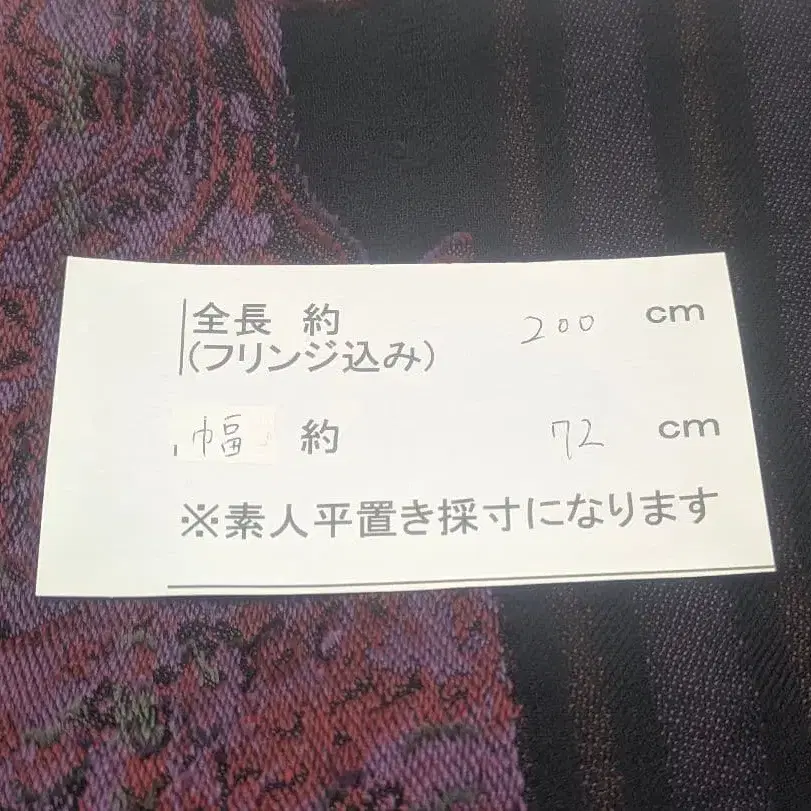 全長 約 200 cm
(フリンジ込み)
幅 約 72 cm
※素人平置き採寸になります